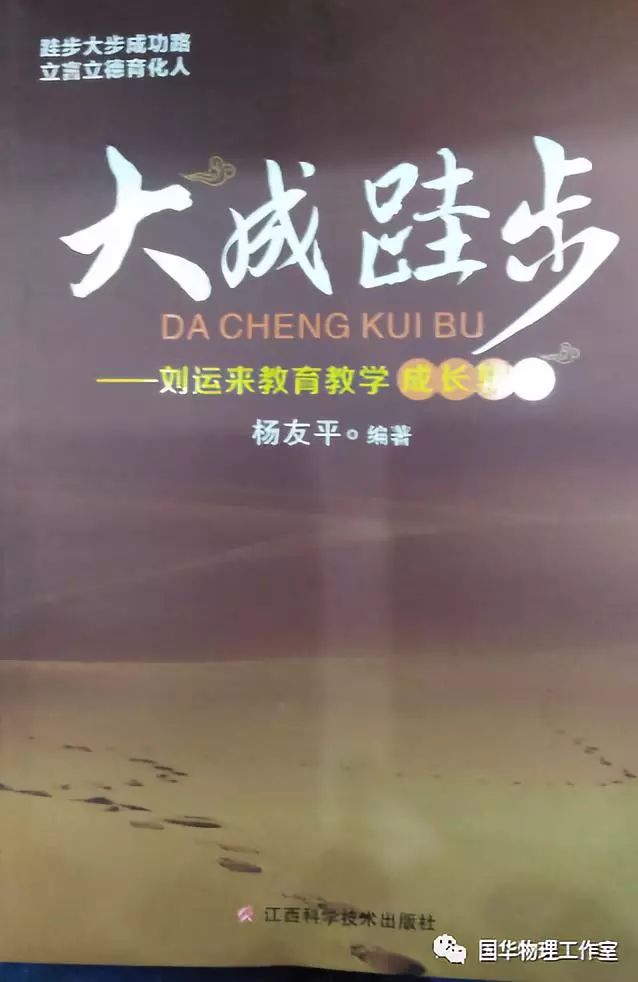 跬步大步成功路
立言立德育化人
大成跬步
DA CHENG KUI BU
——刘运来教育教学 成长
杨友平。编著
江西科学技术出版社
国华物理工作室